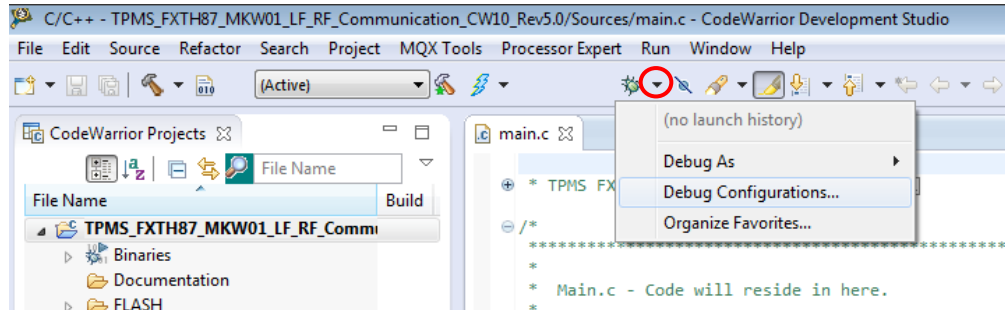 C/C++ - TPMS_FXTH87_MKW01_LF_RF_Communication_CW10_Rev5.0/Sources/main.c - CodeWarrior Development Studio
File Edit Source Refactor Search Project MQX Tools Processor Expert Run Window Help
(Active)
CodeWarrior Projects
main.c
(no launch history)
Debug As
Debug Configurations...
Organize Favorites...
File Name
File Name Build
TPMS_FXTH87_MKW01_LF_RF_Commu
Binaries
Documentation
FLASH
* TPMS FX
/*
*****************************************************
*
* Main.c - Code will reside in here.
*